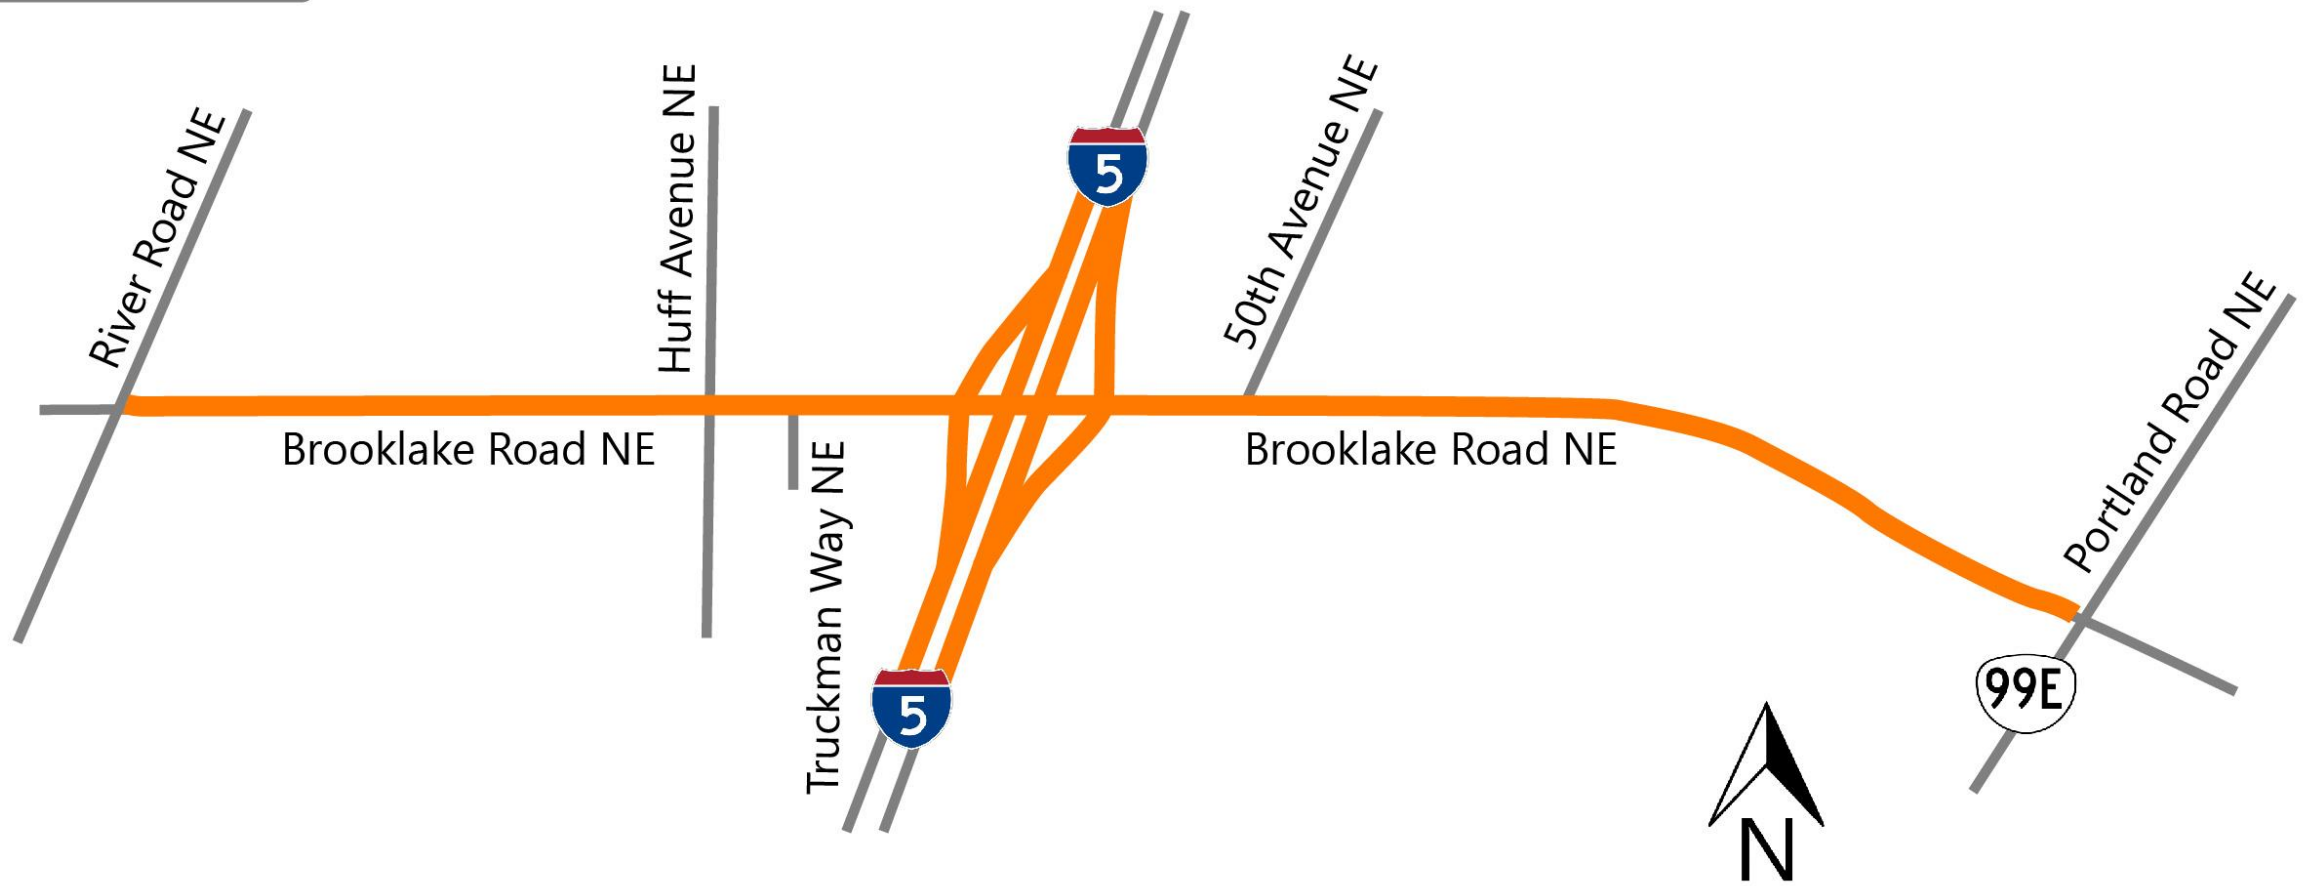 River Road NE
Huff Avenue NE
5
50th Avenue NE
Portland Road NE
Brooklake Road NE
Brooklake Road NE
Truckman Way NE
5
99E
N